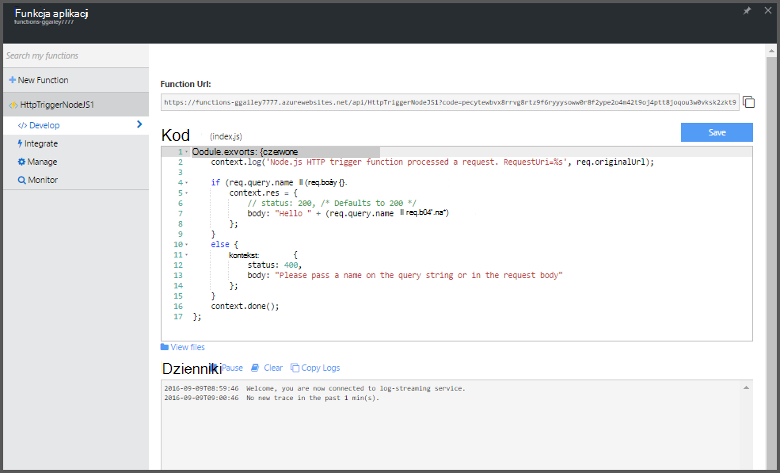 Funkcja aplikacji
functions-ggailey7777
Search my functions
New Function
HttpTriggerNodeJS1
</> Develop
Integrate
Manage
Monitor
Function Url:
https://functions-ggailey7777.azurewebsites.net/api/HttpTriggerNodeJS1?code=pecytewbvx8rrvg8rtz9f6ryyysoww0r8f2ype2o4m42t9oj4ptt8joqou3w0vksk2zkt9
Kod (index.js)
Save
1 Oodule.exvorts: {czerwone
2 context.log('Node.js HTTP trigger function processed a request. RequestUri=%s', req.originalUrl);
3
4 if (req.query.name (req.boày {}.
5 context.res = {
6 // status: 200, /* Defaults to 200 */
7 body: "Hello " + (req.query.name req.b04'.na")
8 };
9 }
10 else {
11 kontekst: {
12 status: 400,
13 body: "Please pass a name on the query string or in the request body"
14 };
15 }
16 context.done();
17 };
View files
Dzienniki Pause Clear Copy Logs
2016-09-09T08:59:46 Welcome, you are now connected to log-streaming service.
2016-09-09T09:00:46 No new trace in the past 1 min(s).